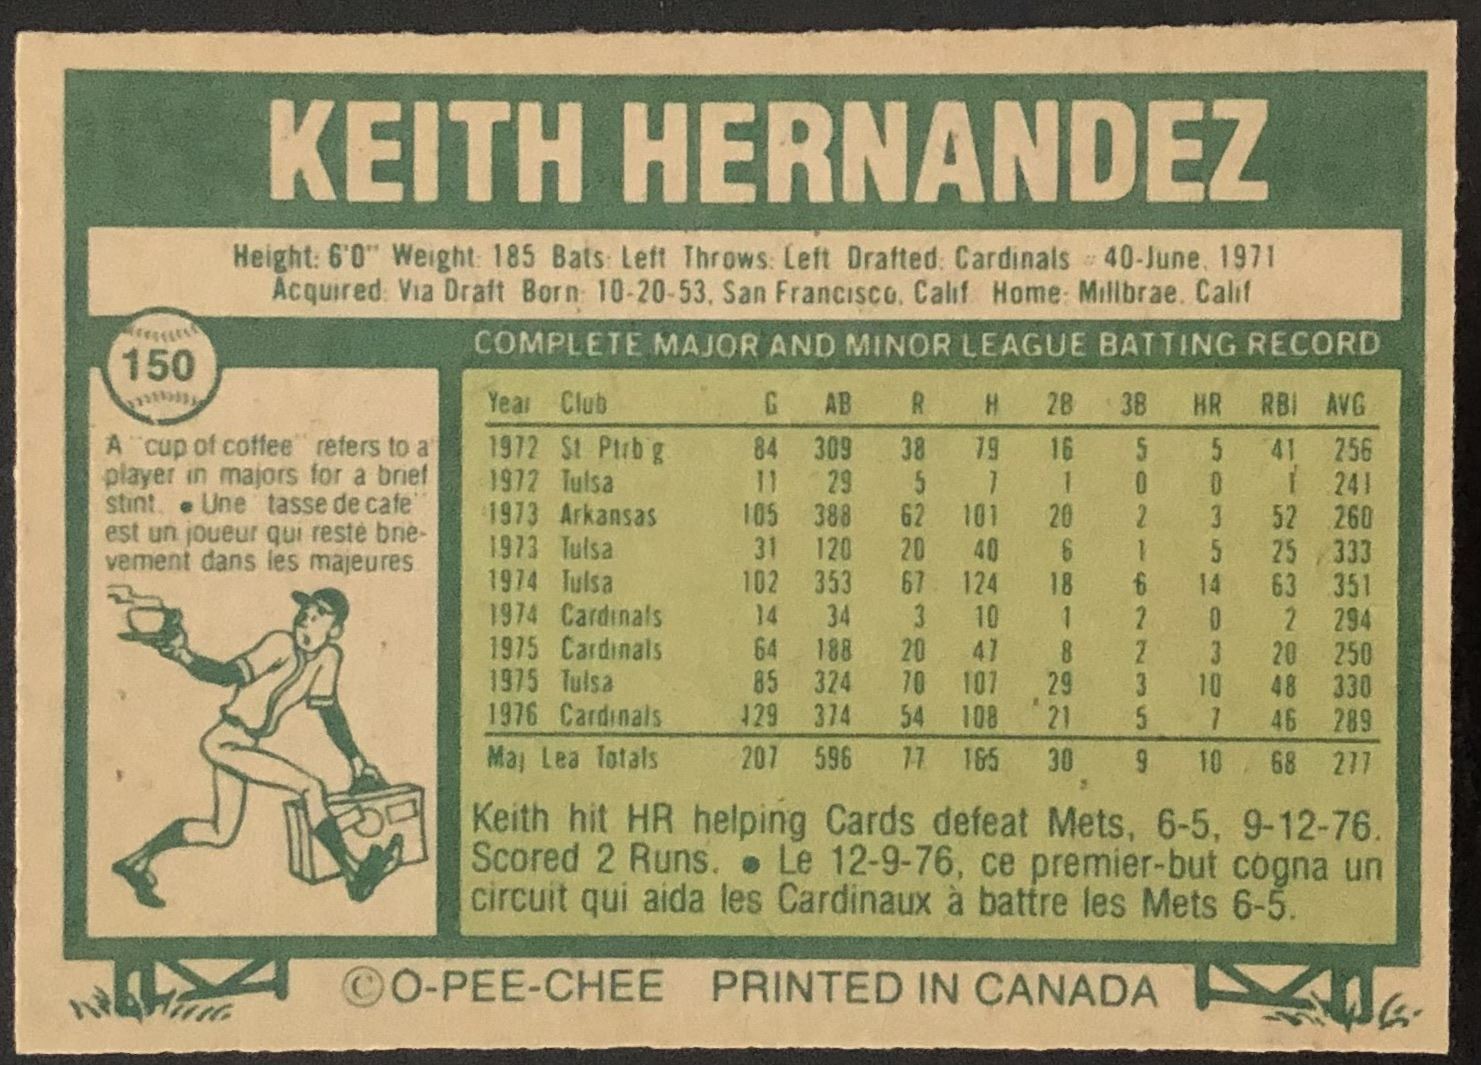 KEITH HERNANDEZ
Height: 6'0" Weight: 185 Bats: Left Throws: Left Drafted: Cardinals - 40-June, 1971
Acquired: Via Draft Born: 10-20-53, San Francisco, Calif Home: Millbrae, Calif
150
COMPLETE MAJOR AND MINOR LEAGUE BATTING RECORD
A "cup of coffee" refers to a
player in majors for a brief
stint. • Une "tasse de cafe"
est un joueur qui reste brie-
vement dans les majeures
Year Club G AB R H 2B 3B HR RBI AVG
1972 St Ptrb'g 84 309 38 79 16 5 5 41 256
1972 Tulsa 11 29 5 7 1 0 0 1 241
1973 Arkansas 105 388 62 101 20 2 3 52 260
1973 Tulsa 31 120 20 40 6 1 5 25 333
1974 Tulsa 102 353 67 124 18 6 14 63 351
1974 Cardinals 14 34 3 10 1 2 0 2 294
1975 Cardinals 64 188 20 47 8 2 3 20 250
1975 Tulsa 85 324 70 107 29 3 10 48 330
1976 Cardinals 129 374 54 108 21 5 7 46 289
Maj Lea Totals 207 596 77 165 30 9 10 68 277
Keith hit HR helping Cards defeat Mets, 6-5, 9-12-76.
Scored 2 Runs. • Le 12-9-76, ce premier-but cogna un
circuit qui aida les Cardinaux à battre les Mets 6-5.
©O-PEE-CHEE PRINTED IN CANADA